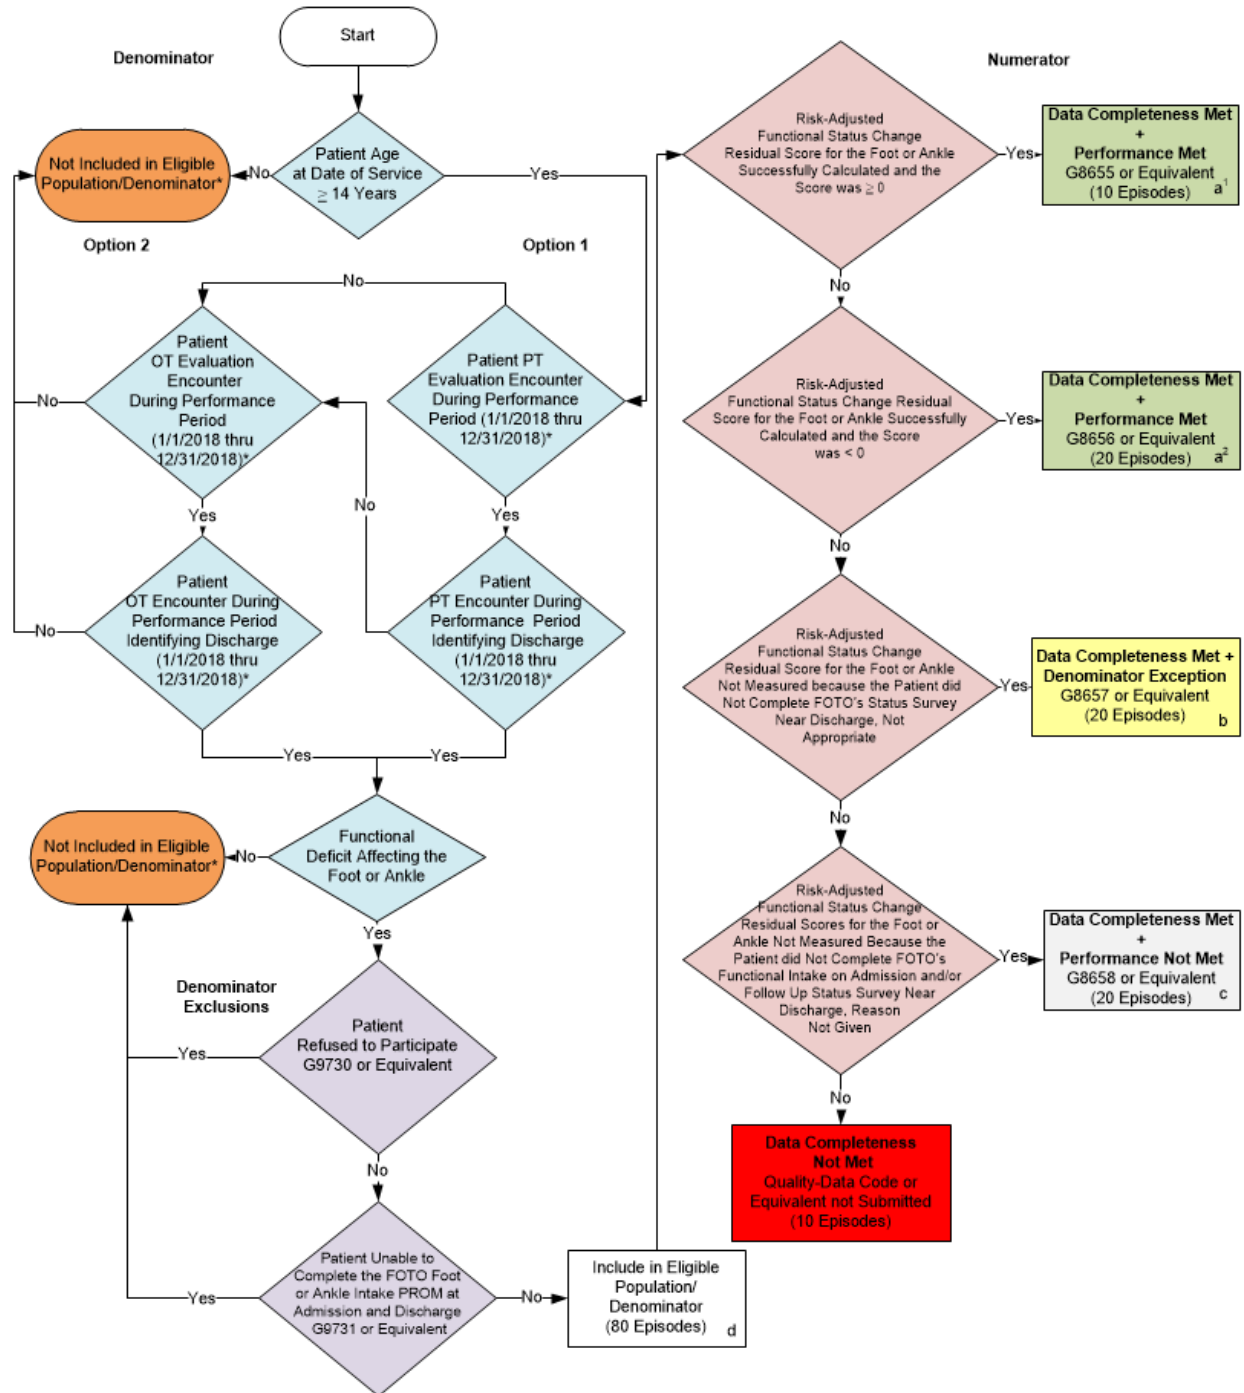 Start
Denominator
Not Included in Eligible
Population/Denominator*
No
Patient Age
at Date of Service
≥ 14 Years
Yes
Option 2
Option 1
No
Patient
OT Evaluation
Encounter
During Performance
Period
(1/1/2018 thru
12/31/2018)*
No
Patient PT
Evaluation Encounter
During Performance
Period (1/1/2018 thru
12/31/2018)*
Yes
No
Yes
Patient
OT Encounter During
Performance Period
Identifying Discharge
(1/1/2018 thru
12/31/2018)*
No
Patient
PT Encounter During
Performance Period
Identifying Discharge
(1/1/2018 thru
12/31/2018)*
Yes
Yes
Not Included in Eligible
Population/Denominator*
No
Functional
Deficit Affecting the
Foot or Ankle
Yes
Denominator
Exclusions
Patient
Refused to Participate
G9730 or Equivalent
Yes
No
Patient Unable to
Complete the FOTO Foot
or Ankle Intake PROM at
Admission and Discharge
G9731 or Equivalent
Yes
No
Include in Eligible
Population/
Denominator
(80 Episodes)
d
Numerator
Risk-Adjusted
Functional Status Change
Residual Score for the Foot or Ankle
Successfully Calculated and the
Score was ≥ 0
Yes
Data Completeness Met
+
Performance Met
G8655 or Equivalent
(10 Episodes)
a1
No
Risk-Adjusted
Functional Status Change Residual
Score for the Foot or Ankle Successfully
Calculated and the Score
was < 0
Yes
Data Completeness Met
+
Performance Met
G8656 or Equivalent
(20 Episodes)
a2
No
Risk-Adjusted
Functional Status Change
Residual Score for the Foot or Ankle
Not Measured because the Patient did
Not Complete FOTO's Status Survey
Near Discharge, Not
Appropriate
Yes
Data Completeness Met +
Denominator Exception
G8657 or Equivalent
(20 Episodes)
b
No
Risk-Adjusted
Functional Status Change
Residual Scores for the Foot or
Ankle Not Measured Because the
Patient did Not Complete FOTO's
Functional Intake on Admission and/or
Follow Up Status Survey Near
Discharge, Reason
Not Given
Yes
Data Completeness Met
+
Performance Not Met
G8658 or Equivalent
(20 Episodes)
c
No
Data Completeness
Not Met
Quality-Data Code or
Equivalent not Submitted
(10 Episodes)